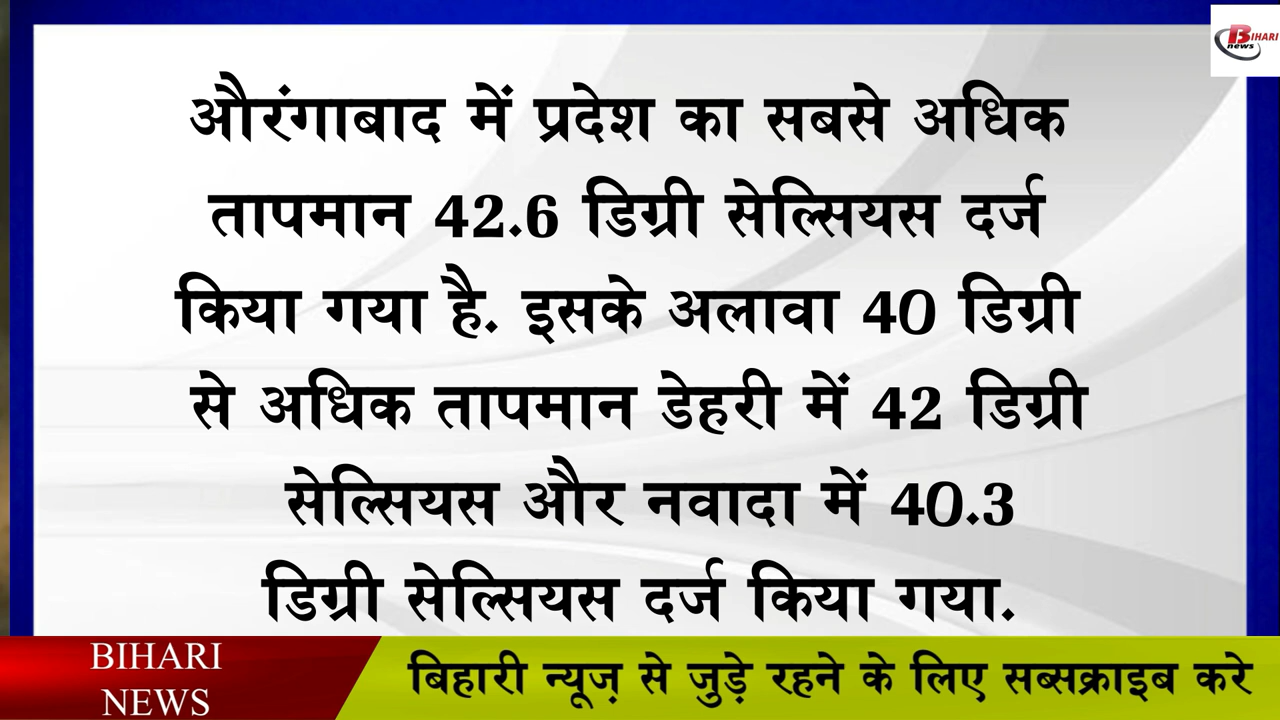 BIHARI
news
औरंगाबाद में प्रदेश का सबसे अधिक
तापमान 42.6 डिग्री सेल्सियस दर्ज
किया गया है. इसके अलावा 40 डिग्री
से अधिक तापमान डेहरी में 42 डिग्री
सेल्सियस और नवादा में 40.3
डिग्री सेल्सियस दर्ज किया गया.
BIHARI
NEWS
बिहारी न्यूज़ से जुड़े रहने के लिए सब्सक्राइब करे